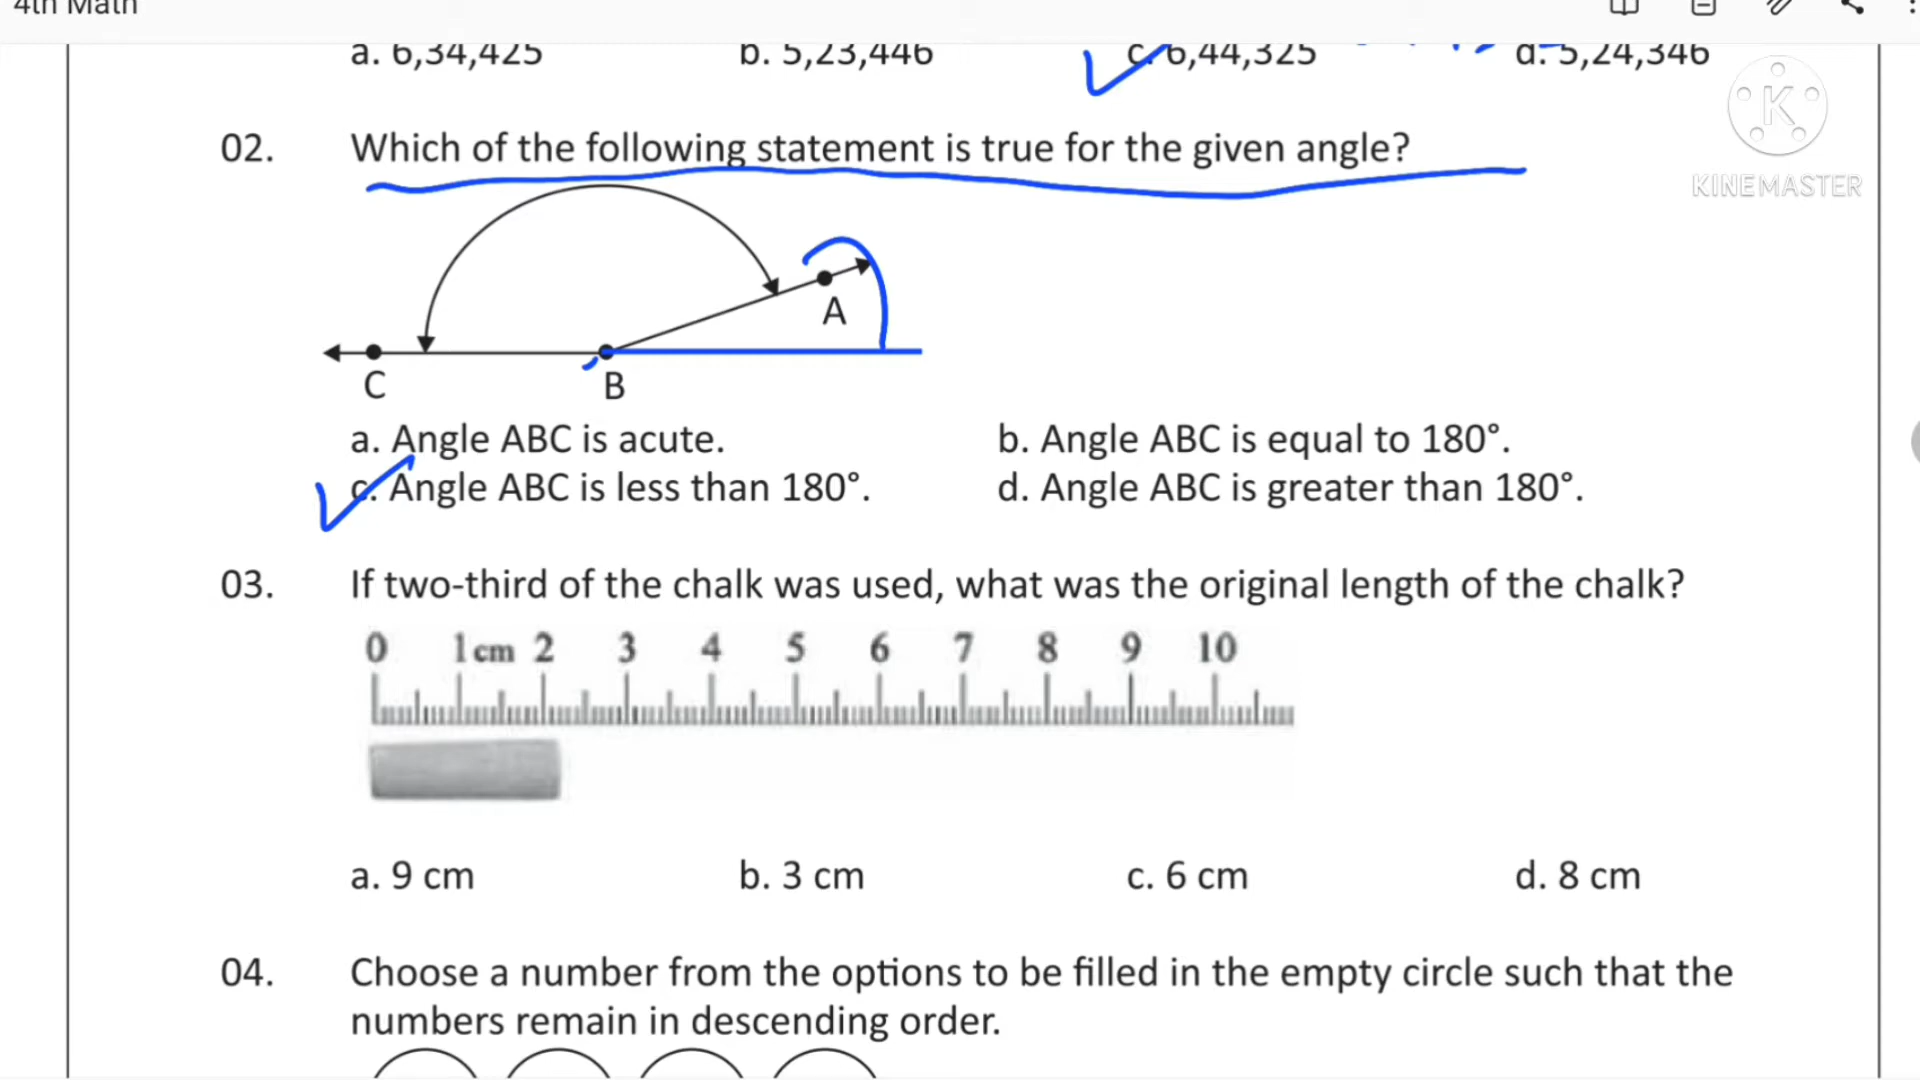 4th Math
a. 6,34,425 b. 5,23,446 c. 6,44,325 d. 5,24,346
KINEMASTER
02. Which of the following statement is true for the given angle?
A
C B
a. Angle ABC is acute. b. Angle ABC is equal to 180°.
c. Angle ABC is less than 180°. d. Angle ABC is greater than 180°.
03. If two-third of the chalk was used, what was the original length of the chalk?
0 1cm 2 3 4 5 6 7 8 9 10
a. 9 cm b. 3 cm c. 6 cm d. 8 cm
04. Choose a number from the options to be filled in the empty circle such that the
numbers remain in descending order.